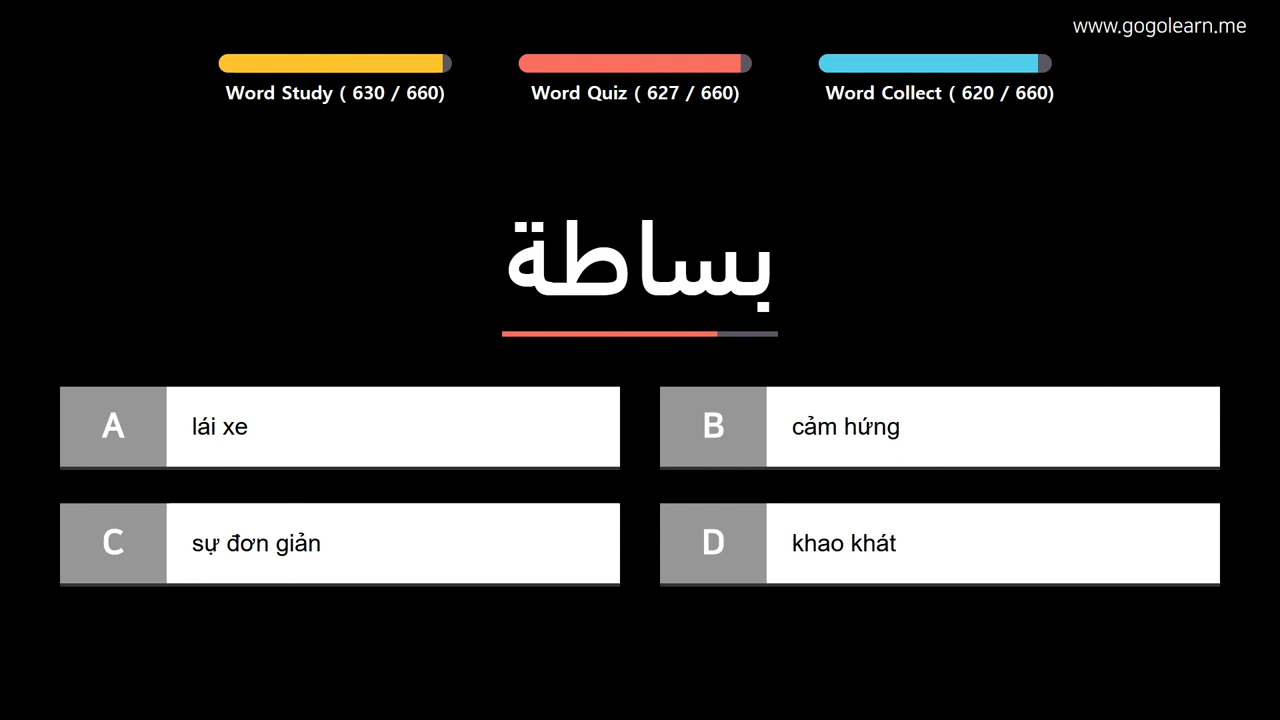 www.gogolearn.me
Word Study ( 630 / 660)
Word Quiz ( 627 / 660)
Word Collect ( 620 / 660)
بساطة
A
lái xe
B
cảm hứng
C
sự đơn giản
D
khao khát